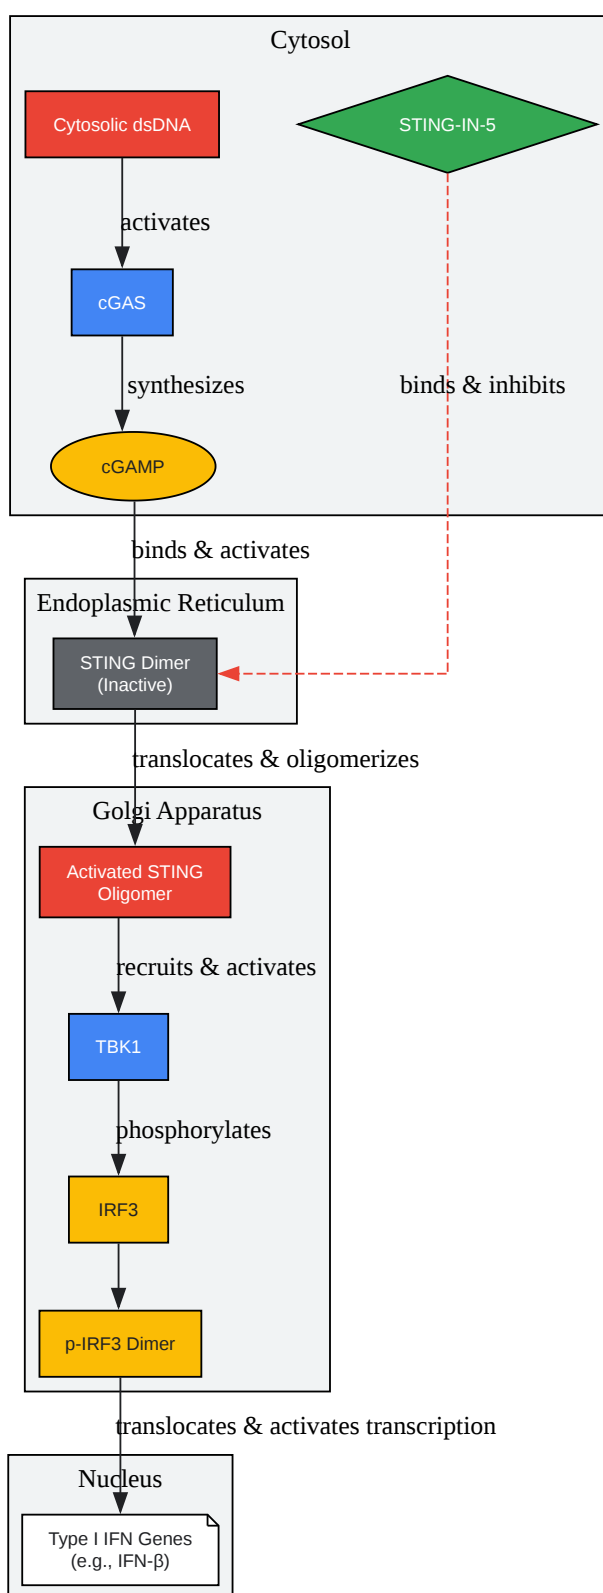 Cytosol
Cytosolic dsDNA
STING-IN-5
activates
cGAS
synthesizes
binds & inhibits
cGAMP
binds & activates
Endoplasmic Reticulum
STING Dimer
(Inactive)
translocates & oligomerizes
Golgi Apparatus
Activated STING
Oligomer
recruits & activates
TBK1
phosphorylates
IRF3
p-IRF3 Dimer
translocates & activates transcription
Nucleus
Type I IFN Genes
(e.g., IFN-β)